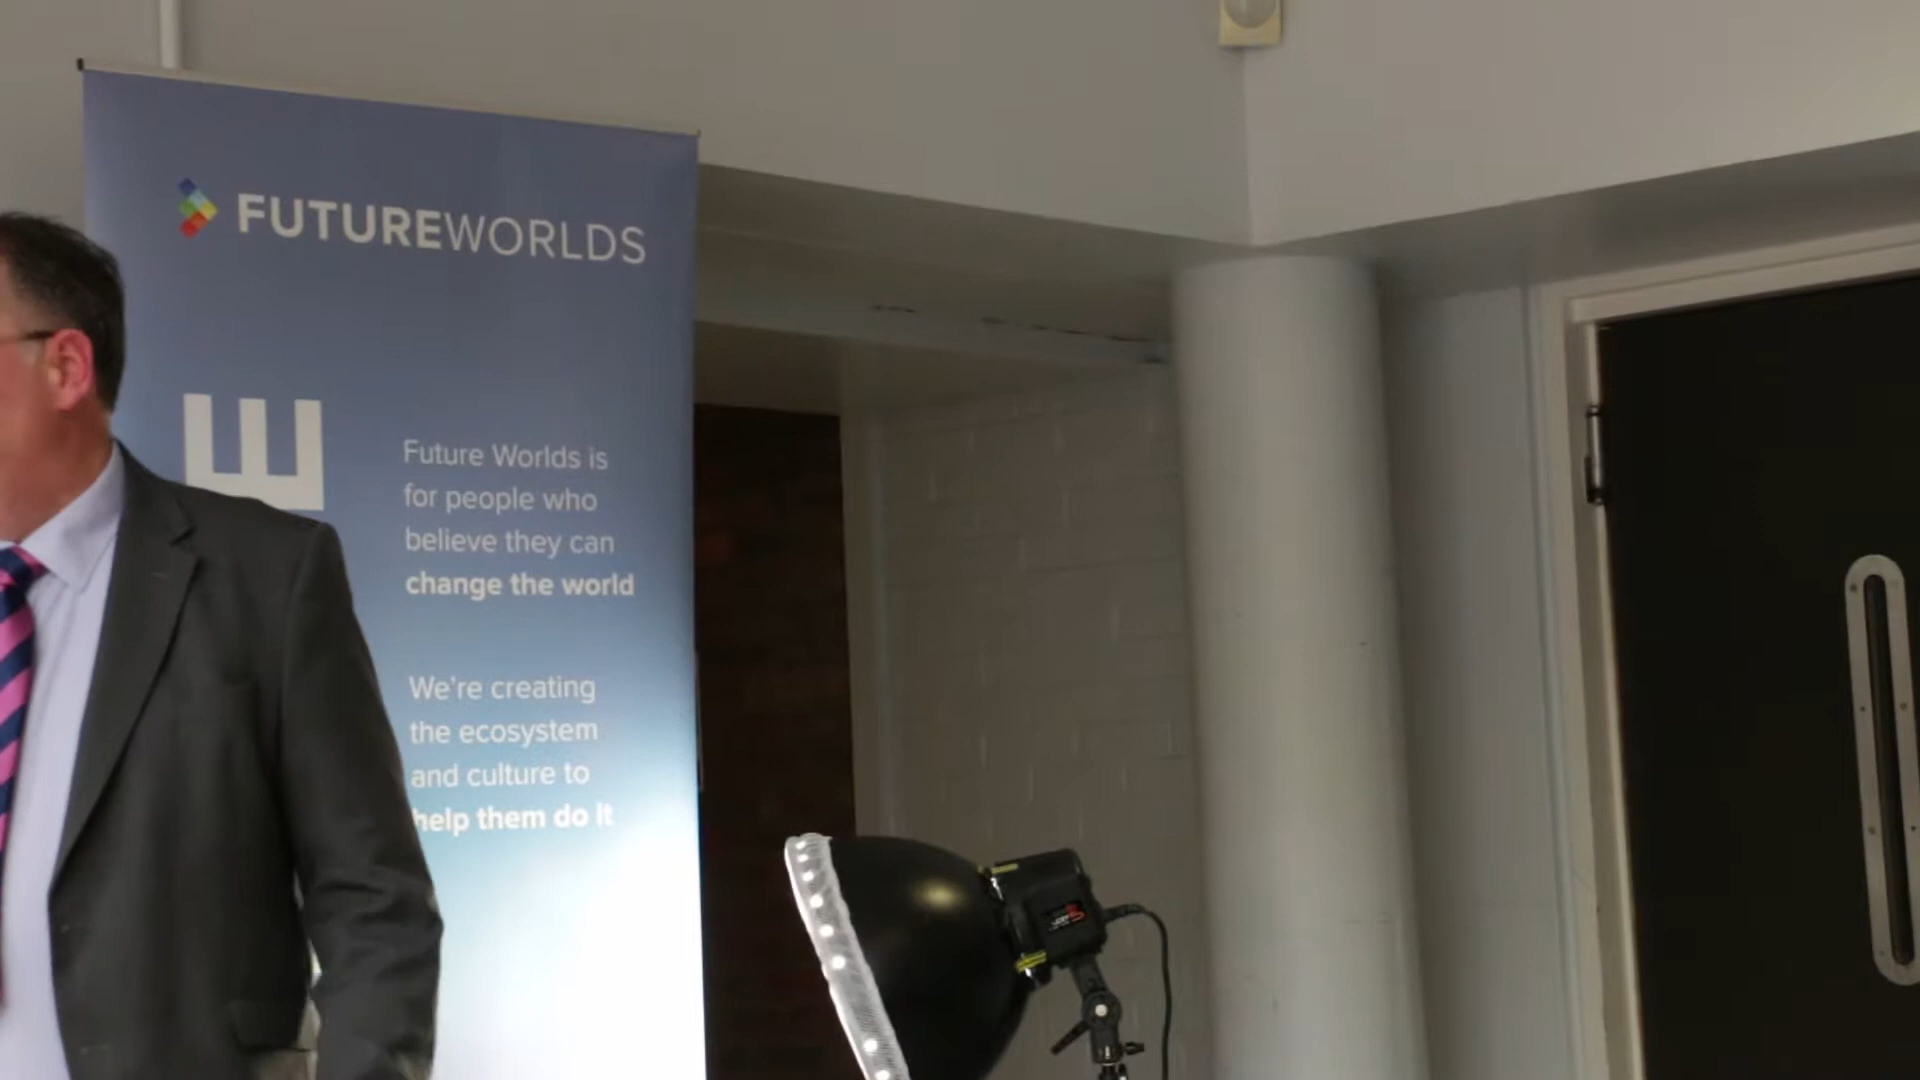 FUTUREWORLDS
E
Future Worlds is
for people who
believe they can
change the world
We're creating
the ecosystem
and culture to
help them do it